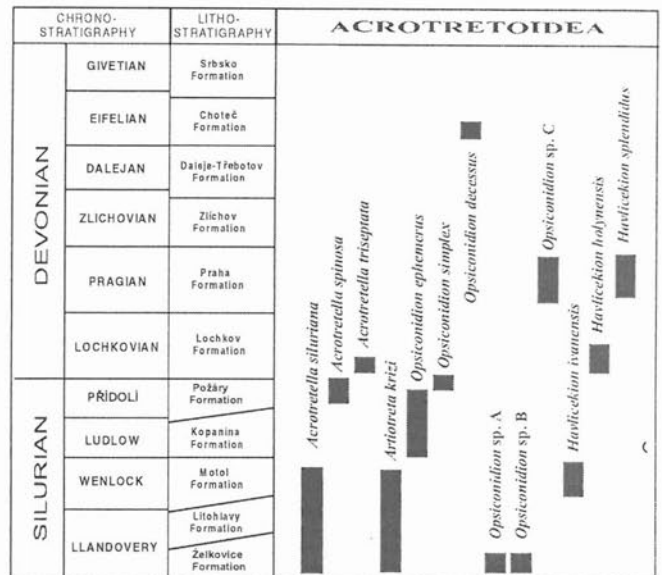 CHRONO-
STRATIGRAPHY
LITHO-
STRATIGRAPHY
ACROTRETOIDEA
DEVONIAN
GIVETIAN
Srbsko
Formation
EIFELIAN
Choteč
Formation
DALEJAN
Daleje-Třebotov
Formation
ZLICHOVIAN
Zlíchov
Formation
PRAGIAN
Praha
Formation
LOCHKOVIAN
Lochkov
Formation
SILURIAN
PŘÍDOLÍ
Požáry
Formation
LUDLOW
Kopanina
Formation
WENLOCK
Motol
Formation
LLANDOVERY
Litohlavy
Formation
Želkovice
Formation
Acrotretella siluriana
Acrotretella spinosa
Acrotretella triseptata
Artiotreta krizi
Opsiconidion ephemerus
Opsiconidion simplex
Opsiconidion decessus
Opsiconidion sp. A
Opsiconidion sp. B
Opsiconidion sp. C
Havlicekion ivanensis
Havlicekion holynensis
Havlicekion splendidus